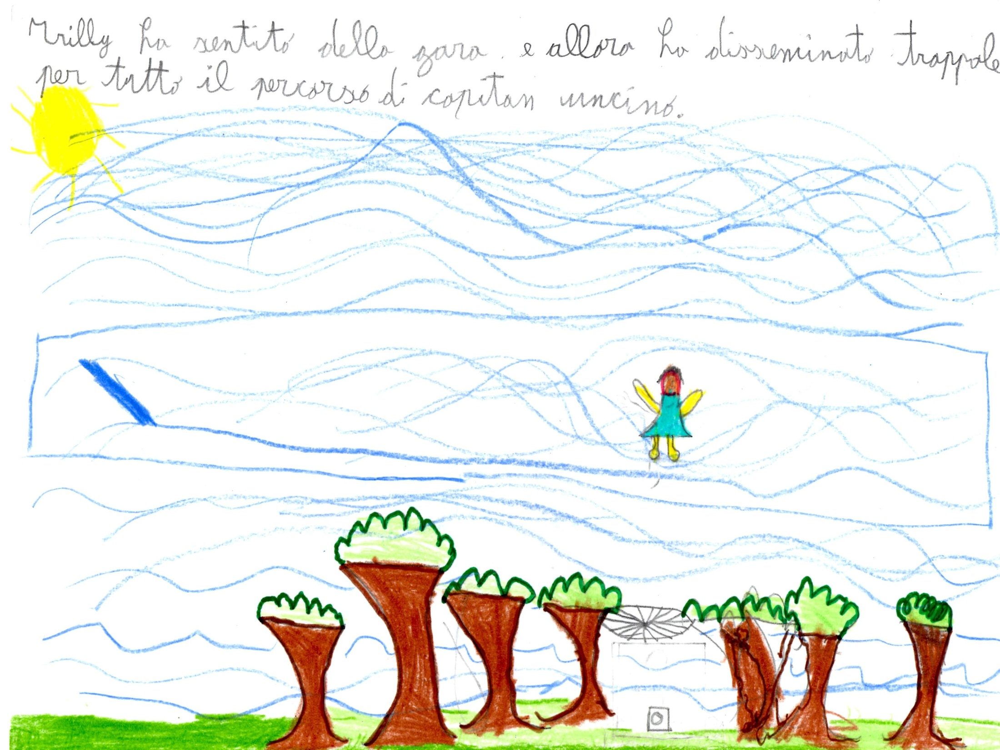 Trilly ha sentito della gara e allora ha disseminato trappole
per tutto il percorso di capitan uncino.